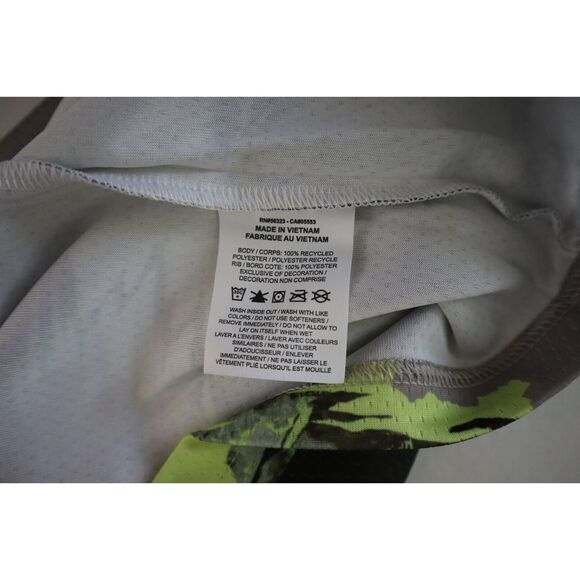 RN#56323 - CA#05553
MADE IN VIETNAM
FABRIQUE AU VIETNAM
BODY / CORPS: 100% RECYCLED
POLYESTER / POLYESTER RECYCLE
RIB / BORD COTE: 100% POLYESTER
EXCLUSIVE OF DECORATION /
DECORATION NON COMPRISE
WASH INSIDE OUT / WASH WITH LIKE
COLORS / DO NOT USE SOFTENERS /
REMOVE IMMEDIATELY / DO NOT ALLOW TO
LAY ON ITSELF WHEN WET
LAVER A L'ENVERS / LAVER AVEC COULEURS
SIMILAIRES / NE PAS UTILISER
D'ADOUCISSEUR / ENLEVER
IMMEDIATEMENT / NE PAS LAISSER LE
VÊTEMENT PLIE LORSQU'IL EST MOUILLÉ